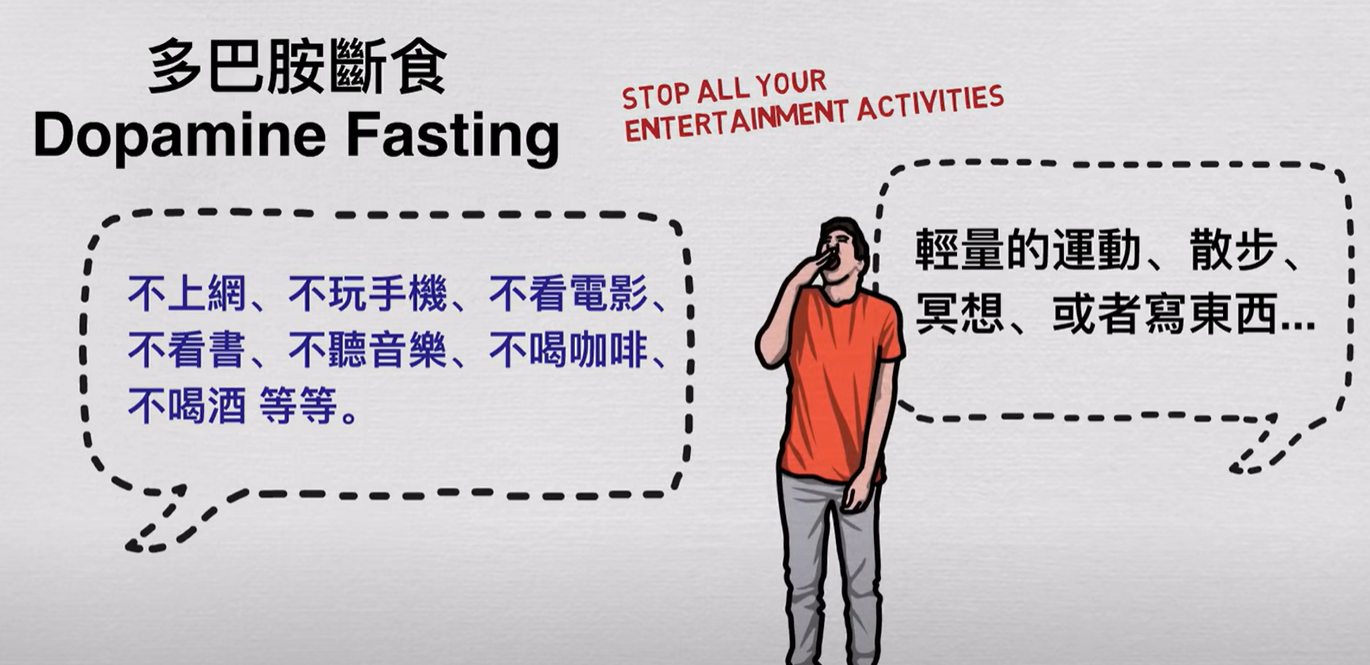 多巴胺斷食
Dopamine Fasting
STOP ALL YOUR
ENTERTAINMENT ACTIVITIES
不上網、不玩手機、不看電影、
不看書、不聽音樂、不喝咖啡、
不喝酒 等等。
輕量的運動、散步、
冥想、或者寫東西...